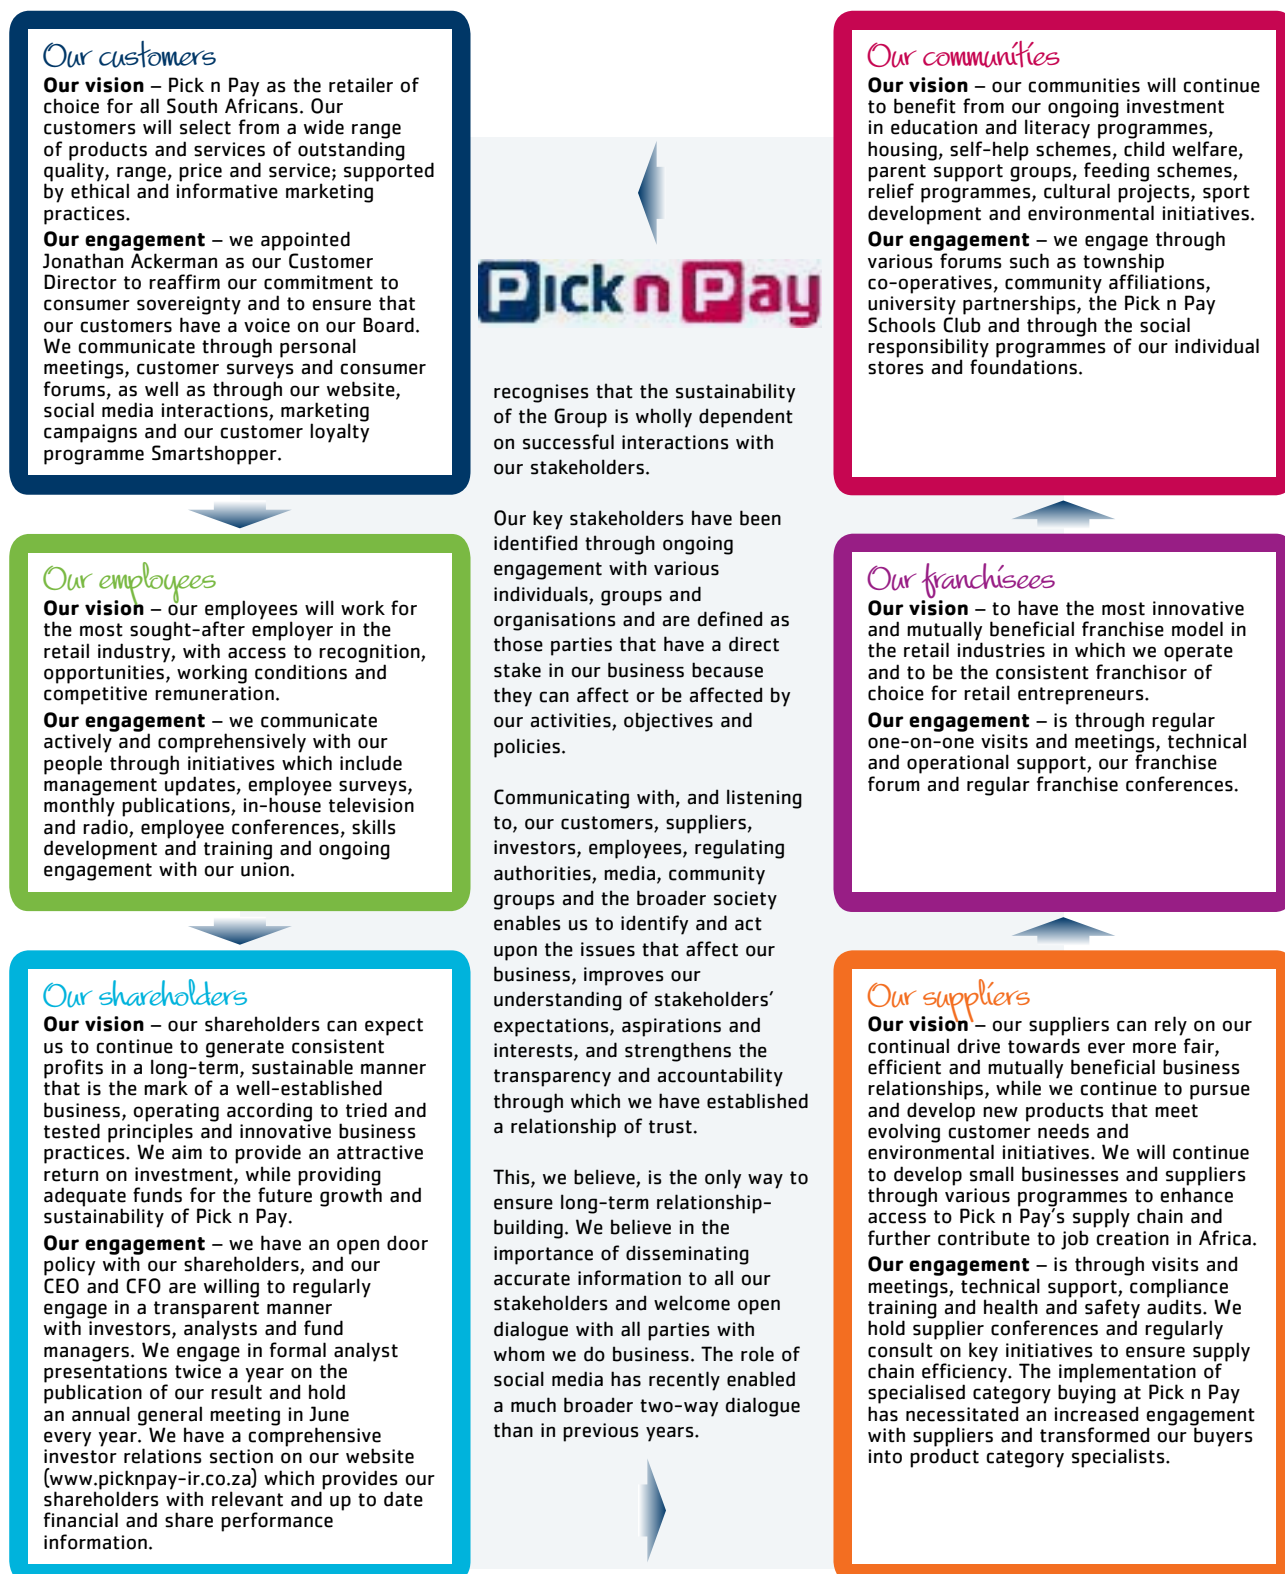 Our customers
Our vision – Pick n Pay as the retailer of
choice for all South Africans. Our
customers will select from a wide range
of products and services of outstanding
quality, range, price and service; supported
by ethical and informative marketing
practices.
Our engagement – we appointed
Jonathan Ackerman as our Customer
Director to reaffirm our commitment to
consumer sovereignty and to ensure that
our customers have a voice on our Board.
We communicate through personal
meetings, customer surveys and consumer
forums, as well as through our website,
social media interactions, marketing
campaigns and our customer loyalty
programme Smartshopper.
Our employees
Our vision – our employees will work for
the most sought-after employer in the
retail industry, with access to recognition,
opportunities, working conditions and
competitive remuneration.
Our engagement – we communicate
actively and comprehensively with our
people through initiatives which include
management updates, employee surveys,
monthly publications, in-house television
and radio, employee conferences, skills
development and training and ongoing
engagement with our union.
Our shareholders
Our vision – our shareholders can expect
us to continue to generate consistent
profits in a long-term, sustainable manner
that is the mark of a well-established
business, operating according to tried and
tested principles and innovative business
practices. We aim to provide an attractive
return on investment, while providing
adequate funds for the future growth and
sustainability of Pick n Pay.
Our engagement – we have an open door
policy with our shareholders, and our
CEO and CFO are willing to regularly
engage in a transparent manner
with investors, analysts and fund
managers. We engage in formal analyst
presentations twice a year on the
publication of our result and hold
an annual general meeting in June
every year. We have a comprehensive
investor relations section on our website
(www.picknpay-ir.co.za) which provides our
shareholders with relevant and up to date
financial and share performance
information.
Pick n Pay
recognises that the sustainability
of the Group is wholly dependent
on successful interactions with
our stakeholders.
Our key stakeholders have been
identified through ongoing
engagement with various
individuals, groups and
organisations and are defined as
those parties that have a direct
stake in our business because
they can affect or be affected by
our activities, objectives and
policies.
Communicating with, and listening
to, our customers, suppliers,
investors, employees, regulating
authorities, media, community
groups and the broader society
enables us to identify and act
upon the issues that affect our
business, improves our
understanding of stakeholders’
expectations, aspirations and
interests, and strengthens the
transparency and accountability
through which we have established
a relationship of trust.
This, we believe, is the only way to
ensure long-term relationship-
building. We believe in the
importance of disseminating
accurate information to all our
stakeholders and welcome open
dialogue with all parties with
whom we do business. The role of
social media has recently enabled
a much broader two-way dialogue
than in previous years.
Our communities
Our vision – our communities will continue
to benefit from our ongoing investment
in education and literacy programmes,
housing, self-help schemes, child welfare,
parent support groups, feeding schemes,
relief programmes, cultural projects, sport
development and environmental initiatives.
Our engagement – we engage through
various forums such as township
co-operatives, community affiliations,
university partnerships, the Pick n Pay
Schools Club and through the social
responsibility programmes of our individual
stores and foundations.
Our franchisees
Our vision – to have the most innovative
and mutually beneficial franchise model in
the retail industries in which we operate
and to be the consistent franchisor of
choice for retail entrepreneurs.
Our engagement – is through regular
one-on-one visits and meetings, technical
and operational support, our franchise
forum and regular franchise conferences.
Our suppliers
Our vision – our suppliers can rely on our
continual drive towards ever more fair,
efficient and mutually beneficial business
relationships, while we continue to pursue
and develop new products that meet
evolving customer needs and
environmental initiatives. We will continue
to develop small businesses and suppliers
through various programmes to enhance
access to Pick n Pay’s supply chain and
further contribute to job creation in Africa.
Our engagement – is through visits and
meetings, technical support, compliance
training and health and safety audits. We
hold supplier conferences and regularly
consult on key initiatives to ensure supply
chain efficiency. The implementation of
specialised category buying at Pick n Pay
has necessitated an increased engagement
with suppliers and transformed our buyers
into product category specialists.